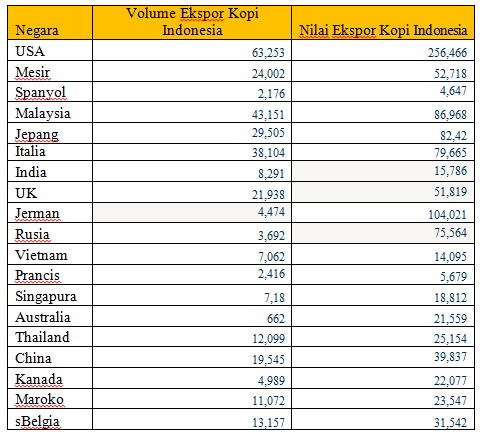 Negara Volume Ekspor Kopi Indonesia Nilai Ekspor Kopi Indonesia
USA 63,253 256,466
Mesir 24,002 52,718
Spanyol 2,176 4,647
Malaysia 43,151 86,968
Jepang 29,505 82,42
Italia 38,104 79,665
India 8,291 15,786
UK 21,938 51,819
Jerman 4,474 104,021
Rusia 3,692 75,564
Vietnam 7,062 14,095
Prancis 2,416 5,679
Singapura 7,18 18,812
Australia 662 21,559
Thailand 12,099 25,154
China 19,545 39,837
Kanada 4,989 22,077
Maroko 11,072 23,547
sBelgia 13,157 31,542